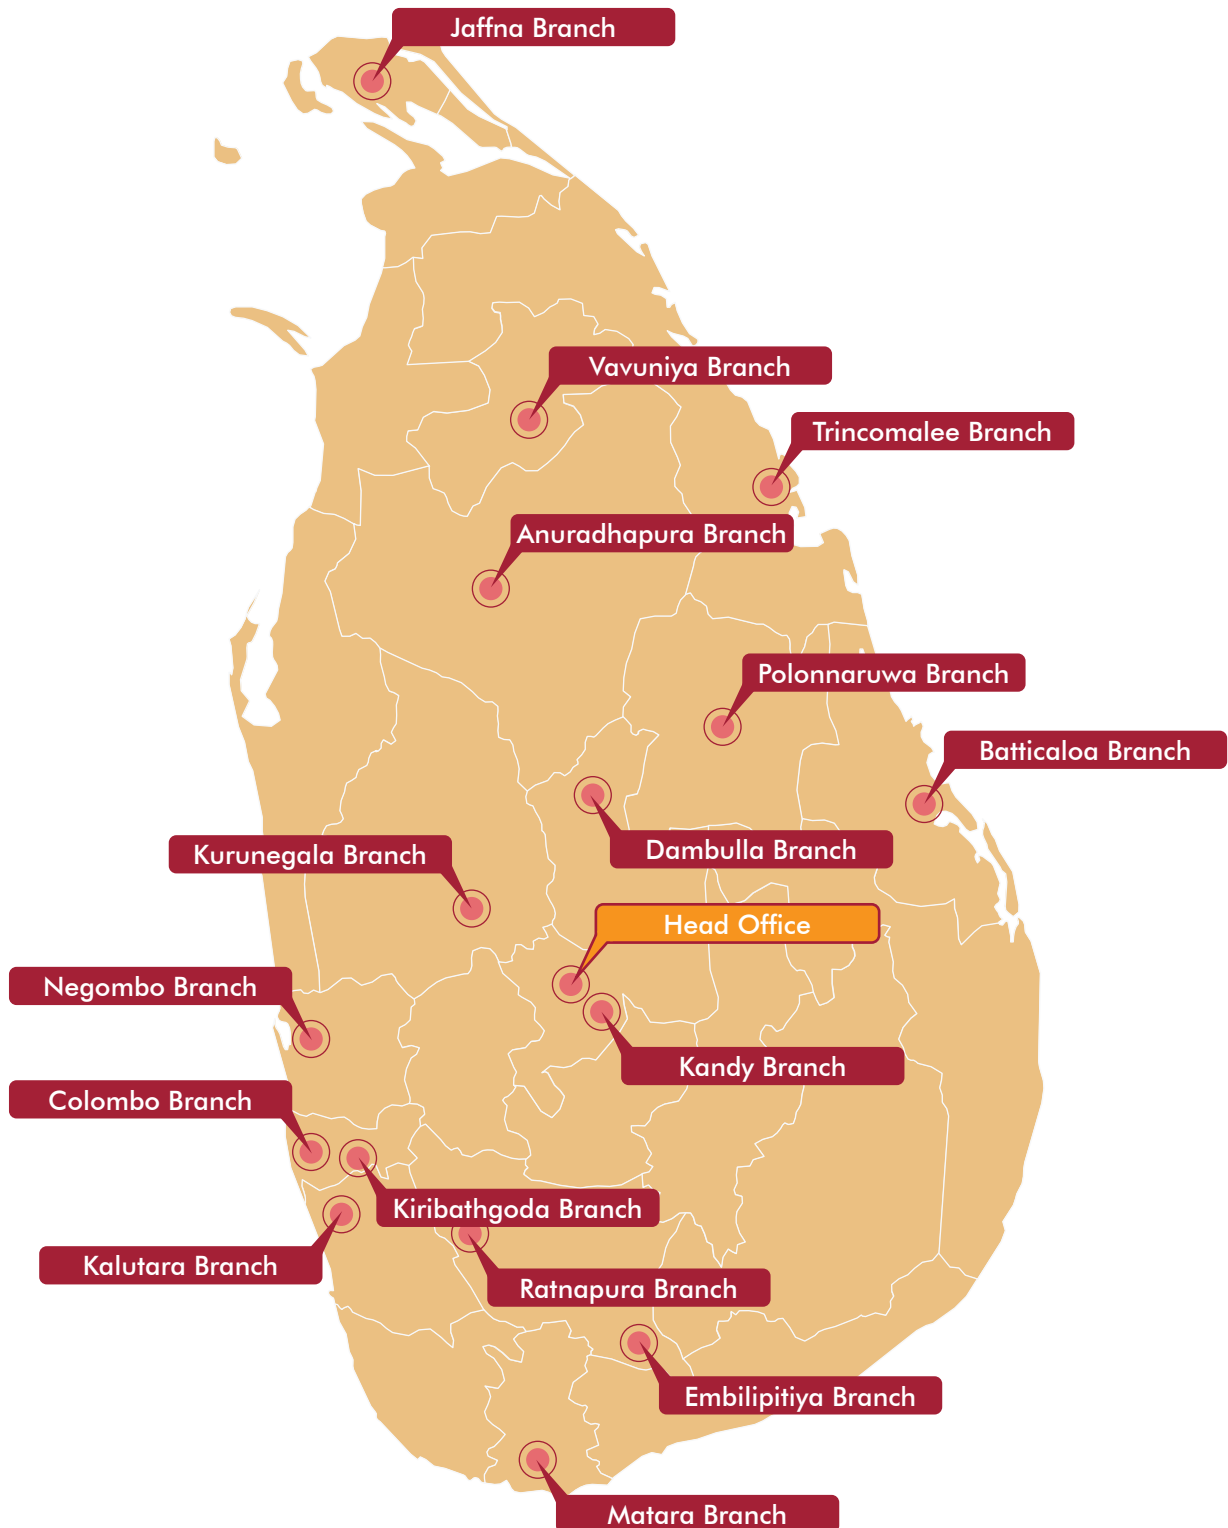 Jaffna Branch
Vavuniya Branch
Trincomalee Branch
Anuradhapura Branch
Polonnaruwa Branch
Batticaloa Branch
Kurunegala Branch
Dambulla Branch
Head Office
Negombo Branch
Kandy Branch
Colombo Branch
Kiribathgoda Branch
Kalutara Branch
Ratnapura Branch
Embilipitiya Branch
Matara Branch